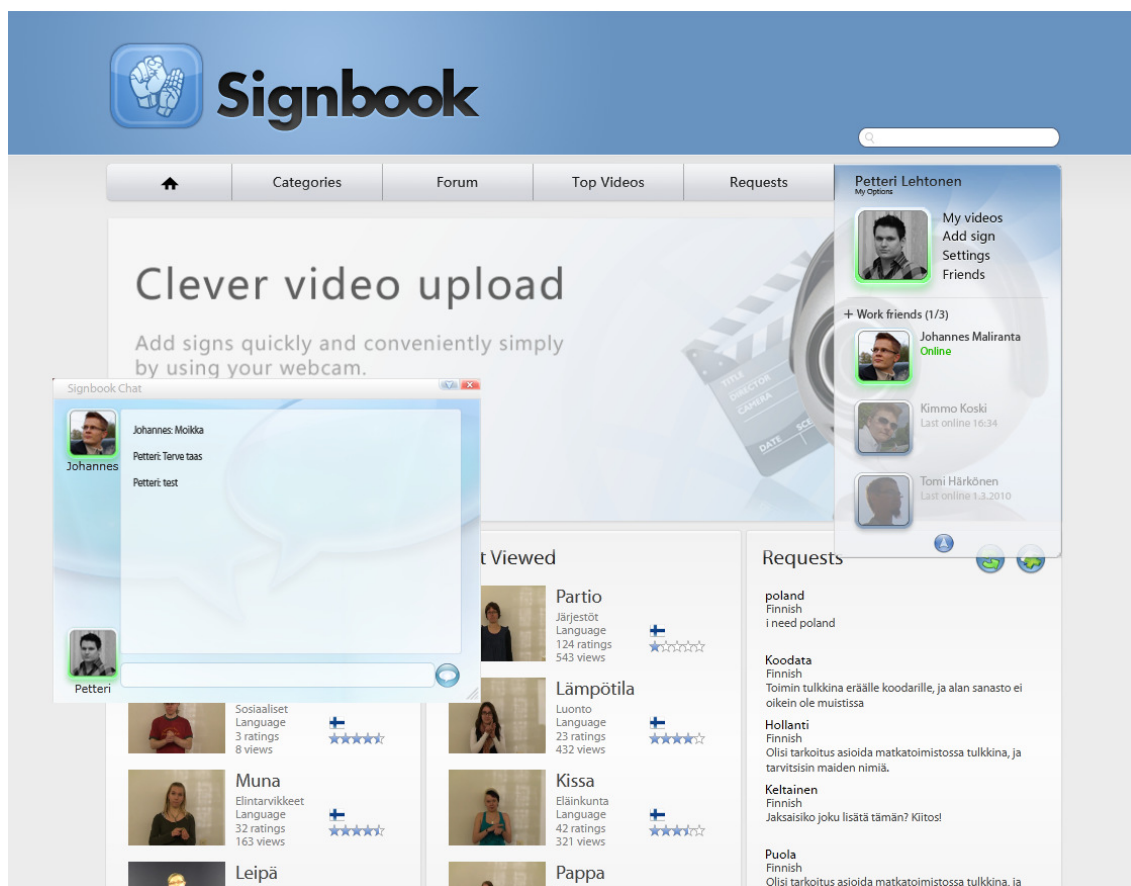 Signbook
Categories
Forum
Top Videos
Requests
Petteri Lehtonen
My Options
My videos
Add sign
Settings
Friends
+ Work friends (1/3)
Johannes Maliranta
Online
Kimmo Koski
Last online 16:34
Tomi Härkönen
Last online 1.3.2010
Clever video upload
Add signs quickly and conveniently simply
by using your webcam.
TITLE
DIRECTOR
CAMERA
DATE SCE
Signbook Chat
Johannes
Johannes: Moikka
Petteri: Terve taas
Petteri: test
Petteri
Sosiaaliset
Language
3 ratings
8 views
Muna
Elintarvikkeet
Language
32 ratings
163 views
Leipä
t Viewed
Partio
Järjestöt
Language
124 ratings
543 views
Lämpötila
Luonto
Language
23 ratings
432 views
Kissa
Eläinkunta
Language
42 ratings
321 views
Pappa
Requests
poland
Finnish
i need poland
Koodata
Finnish
Toimin tulkkina eräälle koodarille, ja alan sanasto ei
oikein ole muistissa
Hollanti
Finnish
Olisi tarkoitus asioida matkatoimistossa tulkkina, ja
tarvitsisin maiden nimiä.
Keltainen
Finnish
Jaksaisiko joku lisätä tämän? Kiitos!
Puola
Finnish
Olisi tarkoitus asioida matkatoimistossa tulkkina, ja